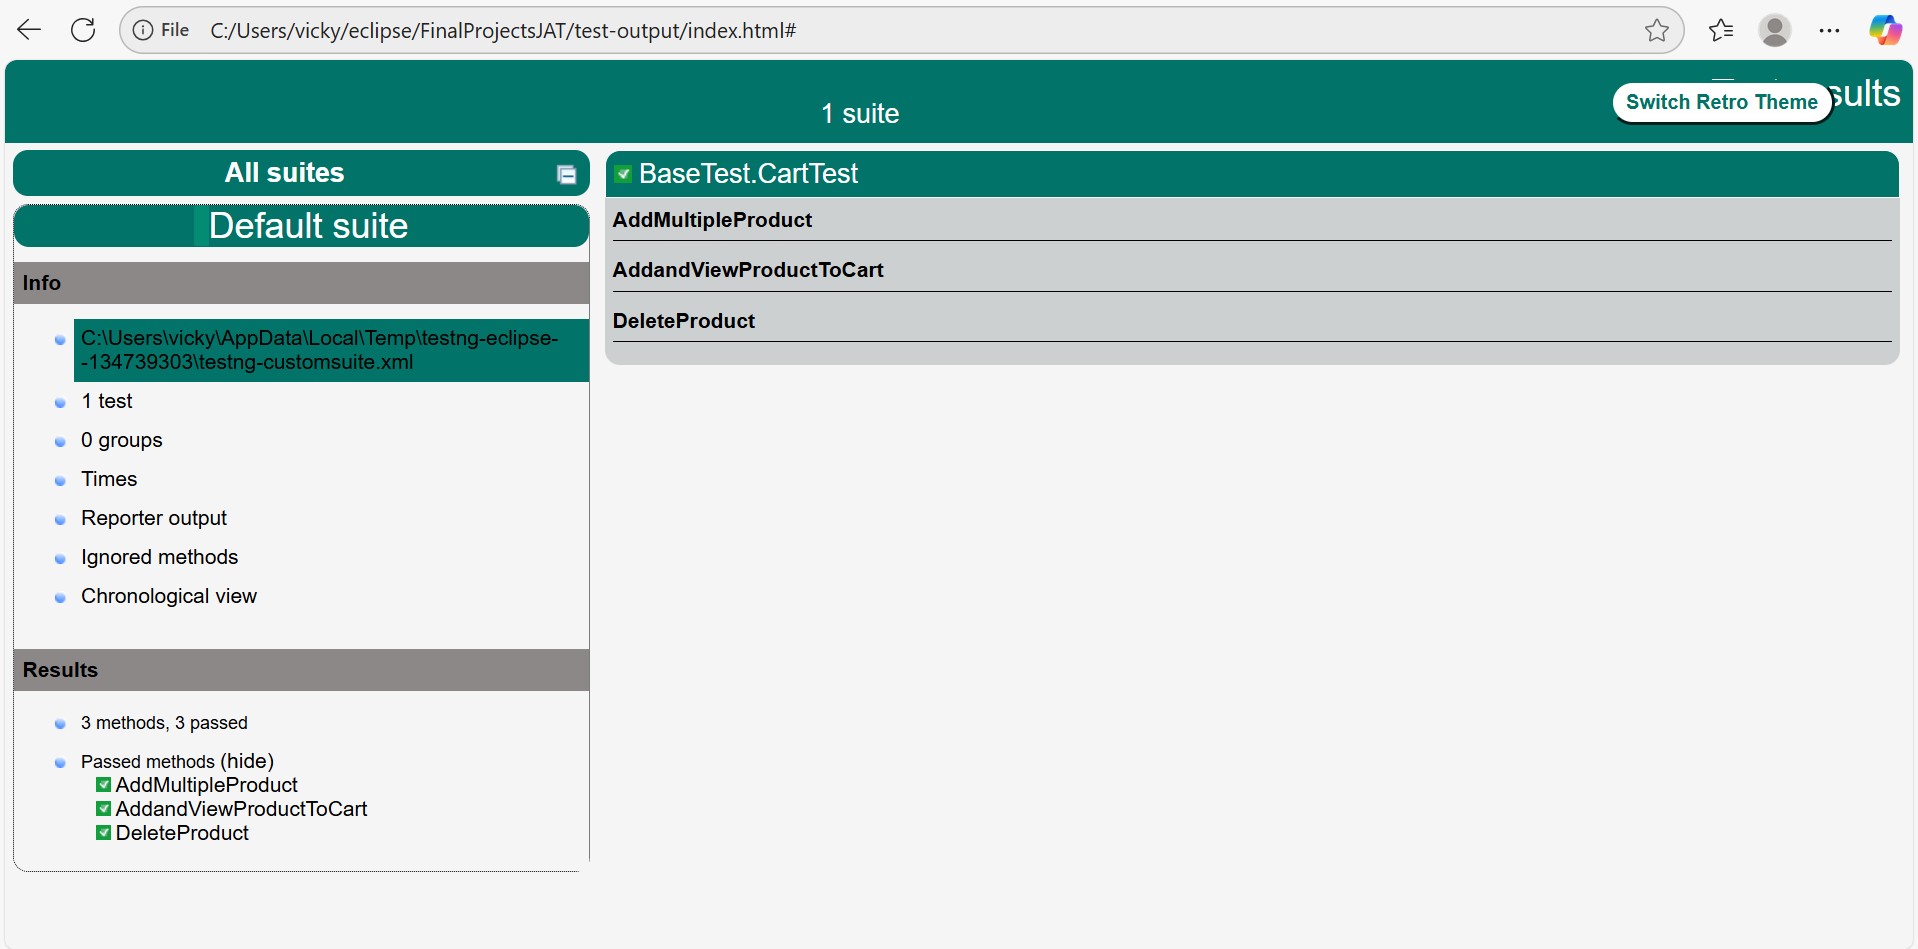 File C:/Users/vicky/eclipse/FinalProjectsJAT/test-output/index.html#
sults
Switch Retro Theme
1 suite
All suites
Default suite
Info
C:\Users\vicky\AppData\Local\Temp\testng-eclipse-
-134739303\testng-customsuite.xml
1 test
0 groups
Times
Reporter output
Ignored methods
Chronological view
Results
3 methods, 3 passed
Passed methods (hide)
AddMultipleProduct
AddandViewProductToCart
DeleteProduct
BaseTest.CartTest
AddMultipleProduct
AddandViewProductToCart
DeleteProduct